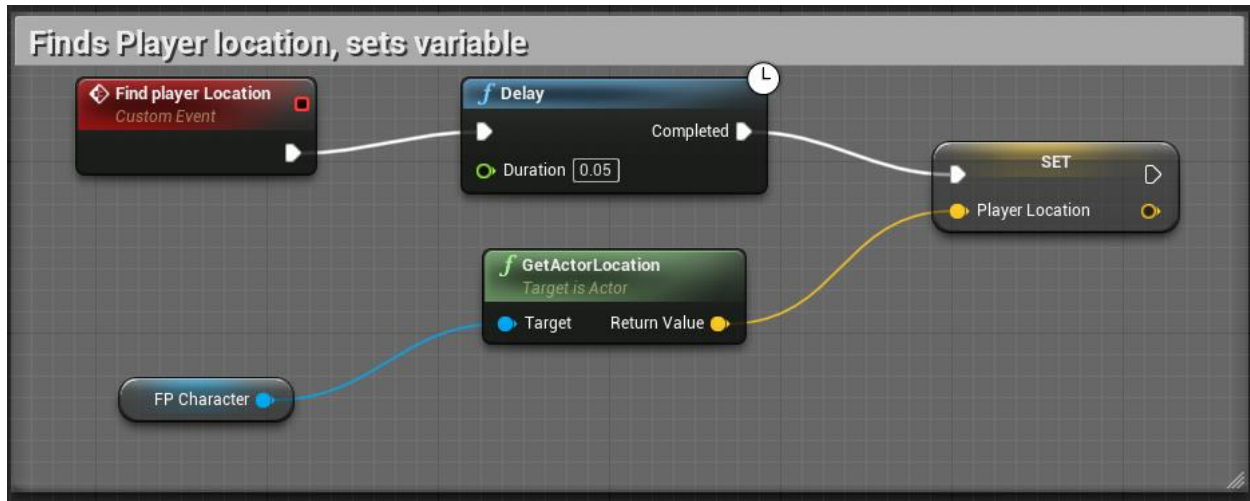 Finds Player location, sets variable
Find player Location
Custom Event
Delay
Completed
Duration 0.05
SET
Player Location
GetActorLocation
Target is Actor
Target Return Value
FP Character